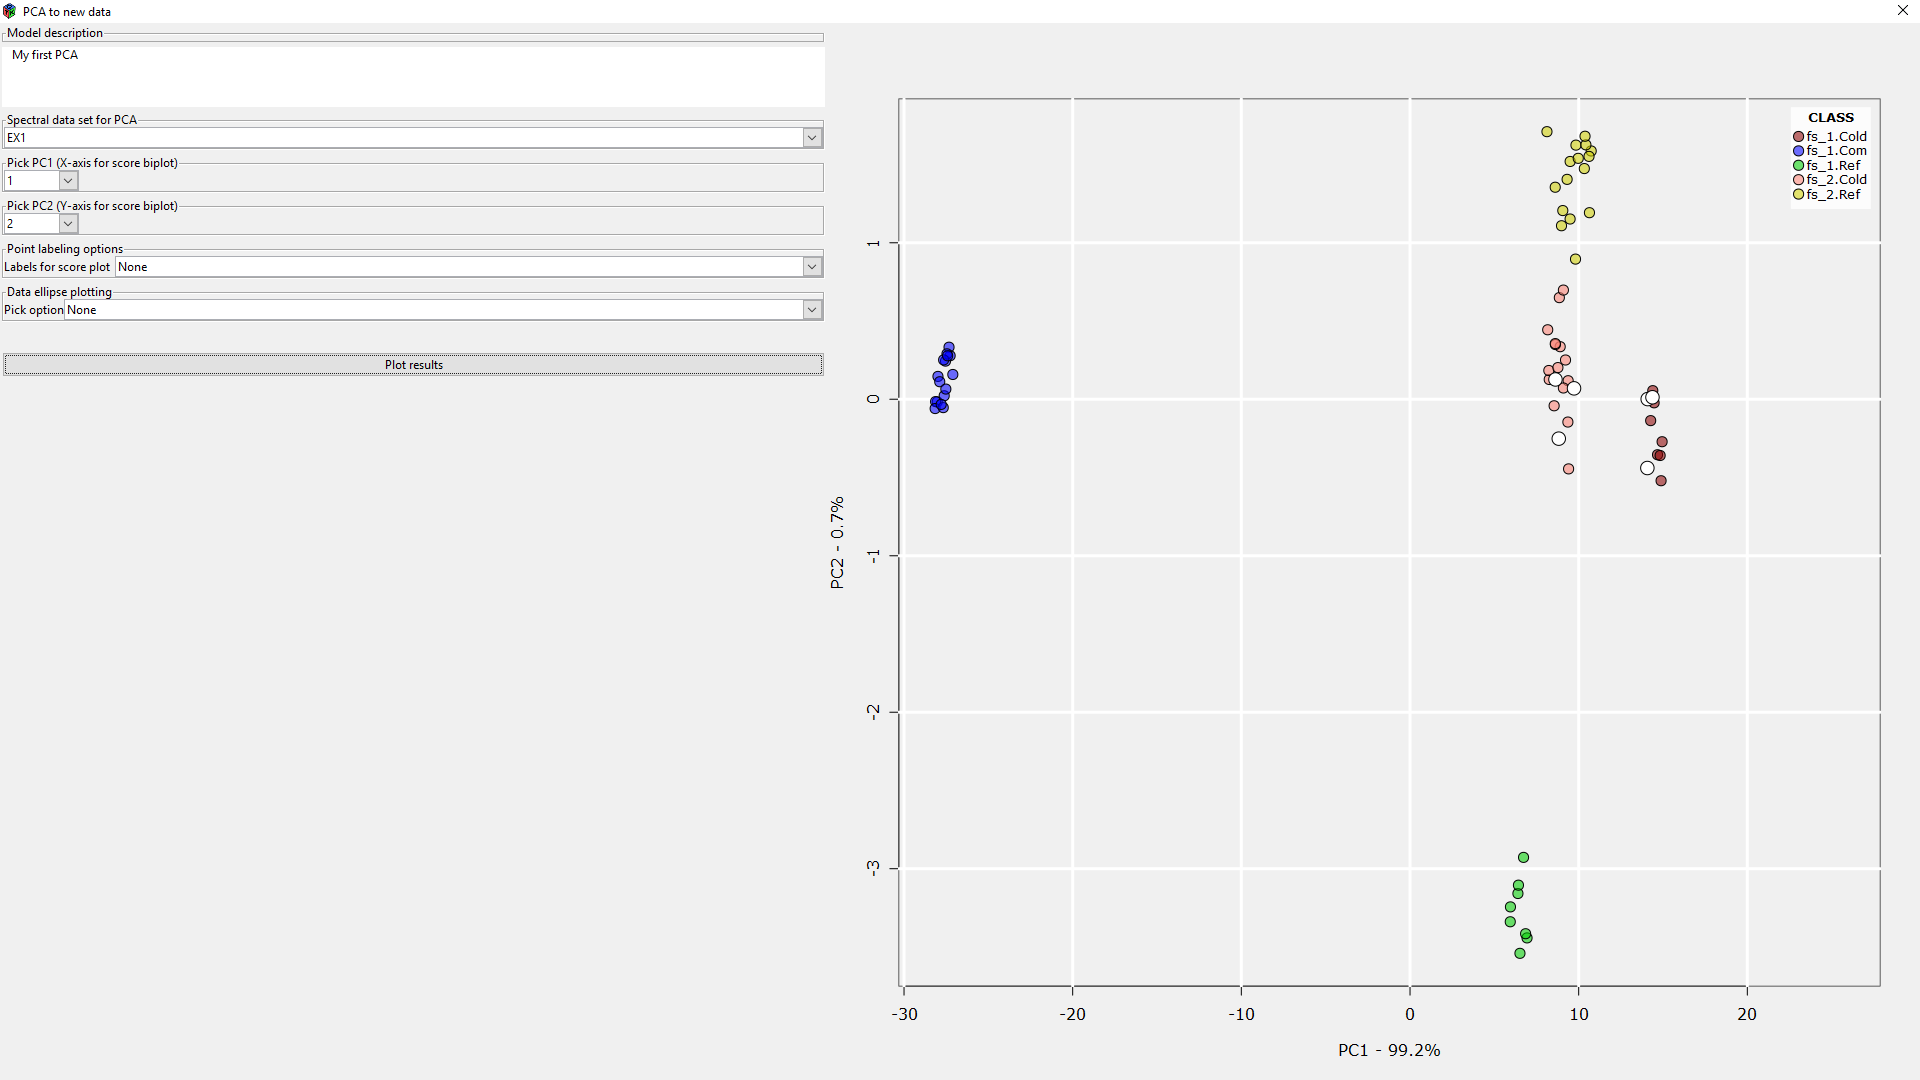 PCA to new data
Model description
My first PCA
Spectral data set for PCA
EX1
Pick PC1 (X-axis for score biplot)
1
Pick PC2 (Y-axis for score biplot)
2
Point labeling options
Labels for score plot None
Data ellipse plotting
Pick option None
Plot results
CLASS
fs_1.Cold
fs_1.Com
fs_1.Ref
fs_2.Cold
fs_2.Ref
1
0
-1
-2
-3
PC2 - 0.7%
-30 -20 -10 0 10 20
PC1 - 99.2%